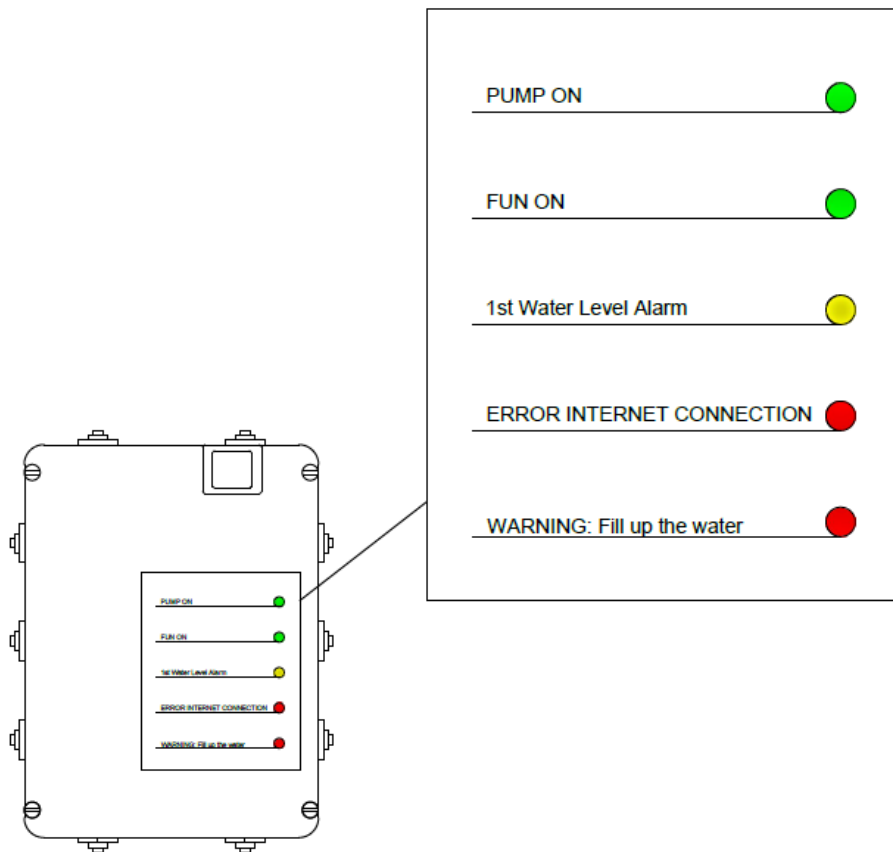 PUMP ON
FUN ON
1st Water Level Alarm
ERROR INTERNET CONNECTION
WARNING: Fill up the water
PUMP ON
FUN ON
1st Water Level Alarm
ERROR INTERNET CONNECTION
WARNING: Fill up the water